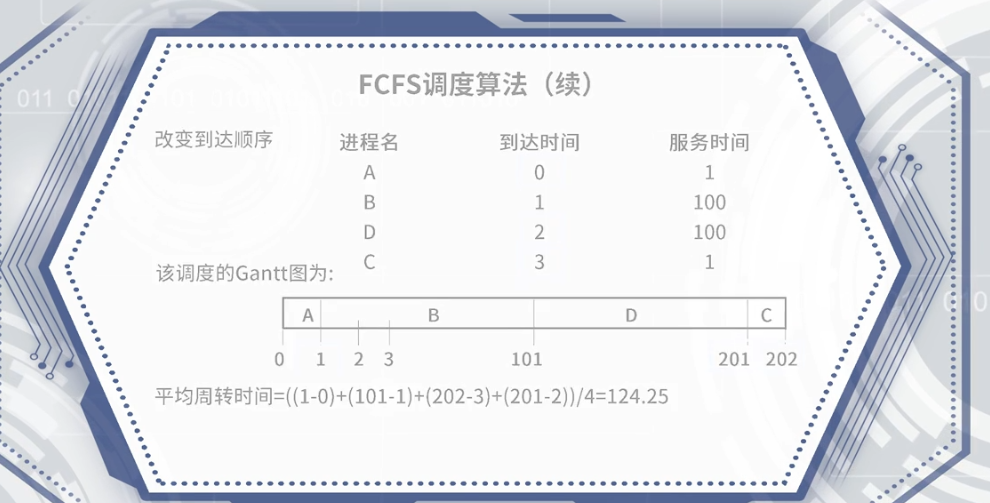 FCFS调度算法（续）
改变到达顺序
进程名 到达时间 服务时间
A 0 1
B 1 100
D 2 100
C 3 1
该调度的Gantt图为:
A B D C
0 1 2 3 101 201 202
平均周转时间=((1-0)+(101-1)+(202-3)+(201-2))/4=124.25